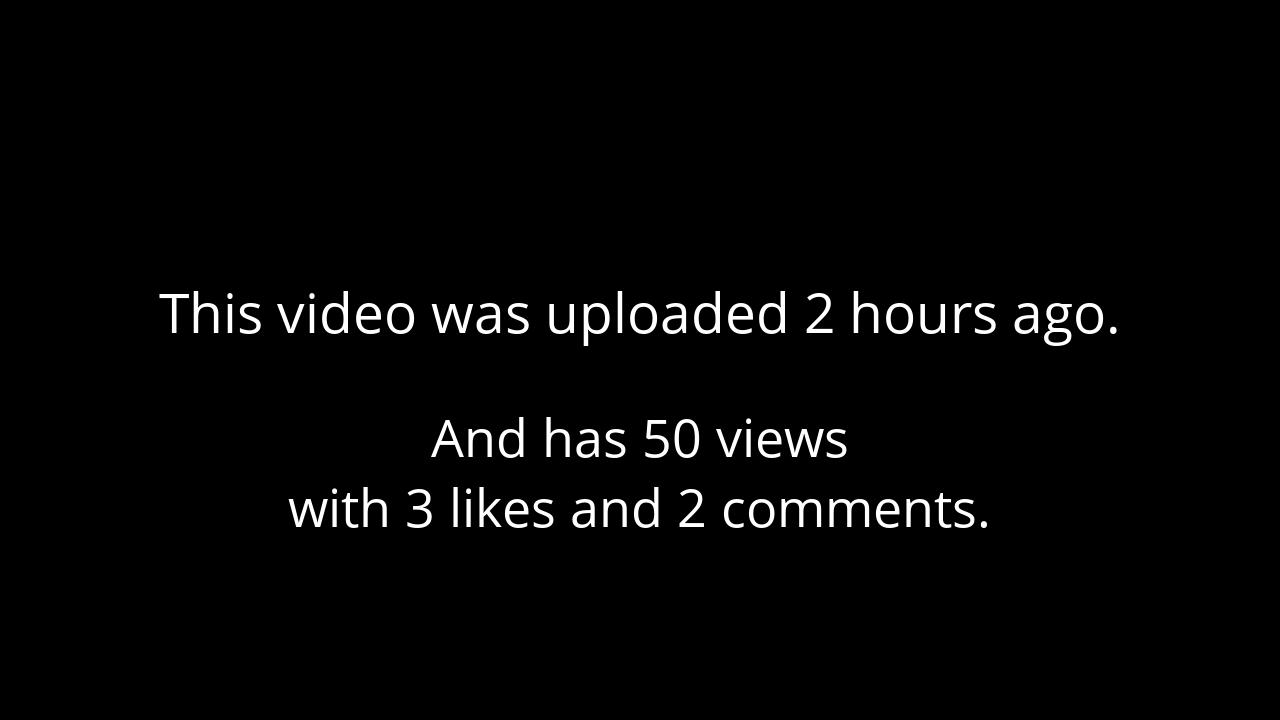 This video was uploaded 2 hours ago.
And has 50 views
with 3 likes and 2 comments.